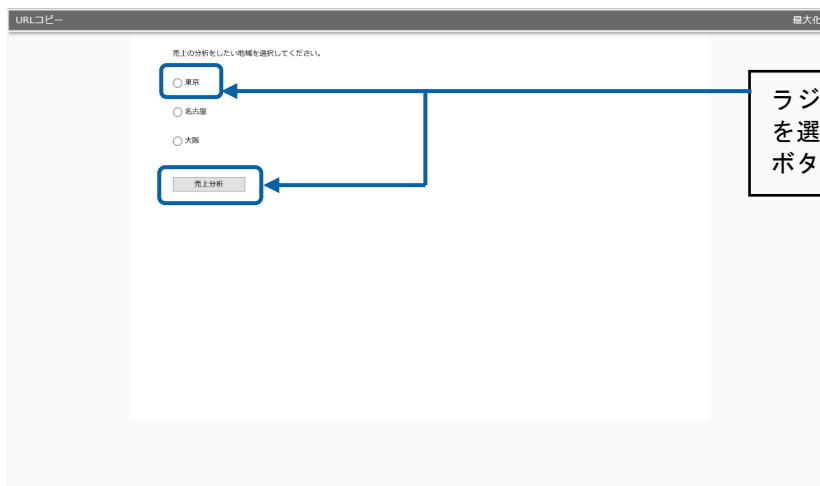 URLコピー 最大化
売上の分析をしたい地域を選択してください。
東京
名古屋
大阪
売上分析
ラジ
を選
ボタ